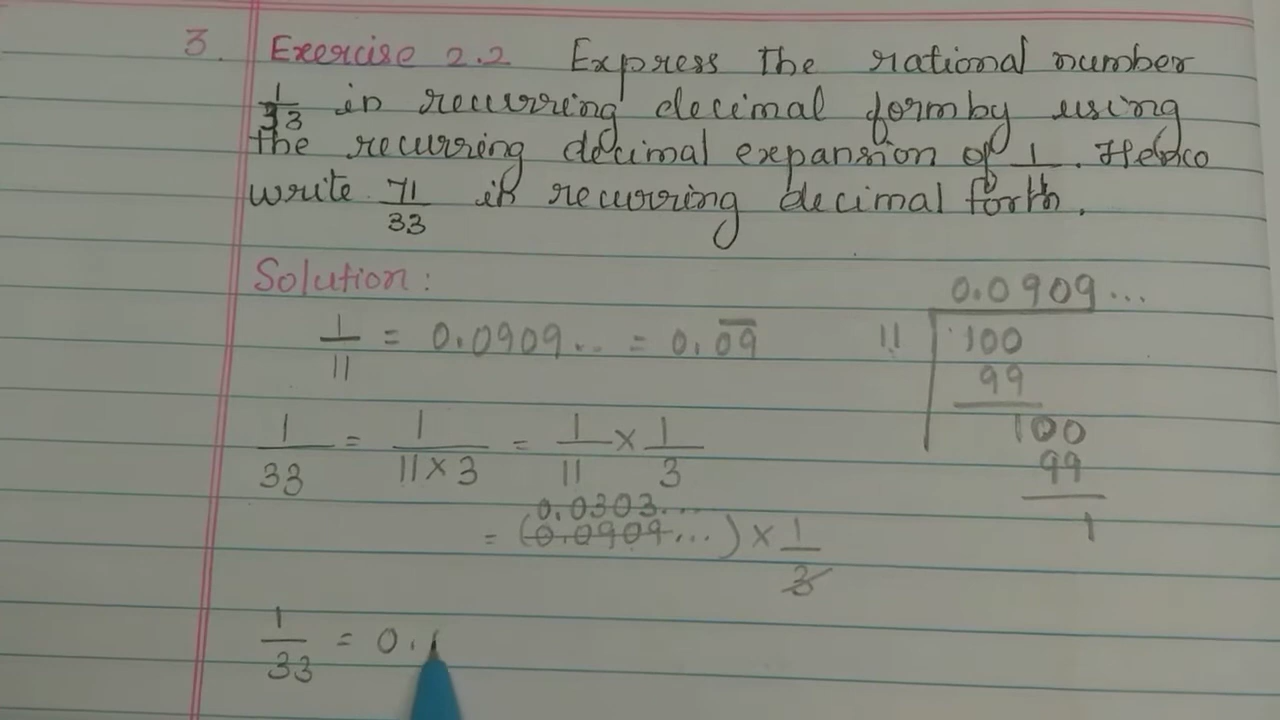 3. Exercise 2.2 Express the rational number
1/33 in recurring decimal form by using
the recurring decimal expansion of 1/ . Hence
write 71/33 in recurring decimal form.
Solution:
1/11 = 0.0909.. = 0.0̅9̅
1/33 = 1/11×3 = 1/11 × 1/3
0.0303...
= (0.0909...) × 1/3
1/33 = 0.
0.0909...
11 100
99
100
99
1